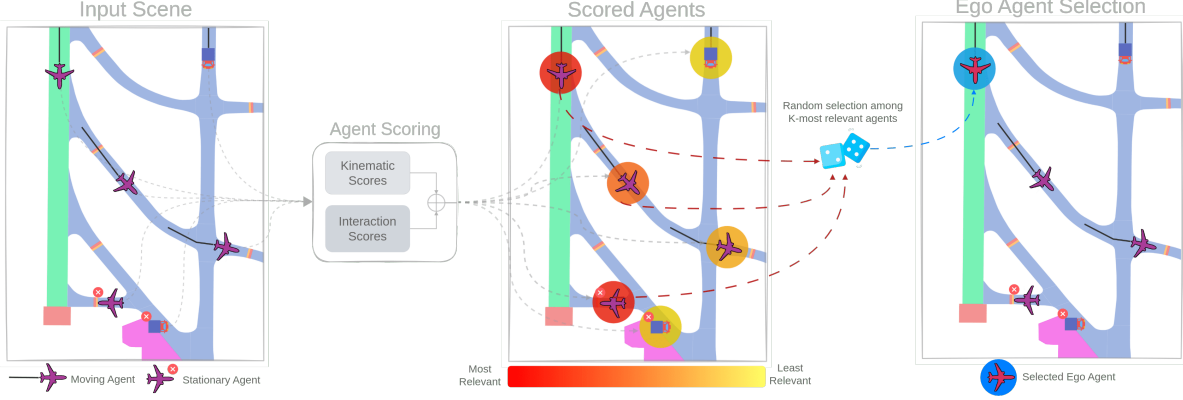 Input Scene
Scored Agents
Ego Agent Selection
Agent Scoring
Kinematic
Scores
Interaction
Scores
Random selection among
K-most relevant agents
Moving Agent
Stationary Agent
Most
Relevant
Least
Relevant
Selected Ego Agent